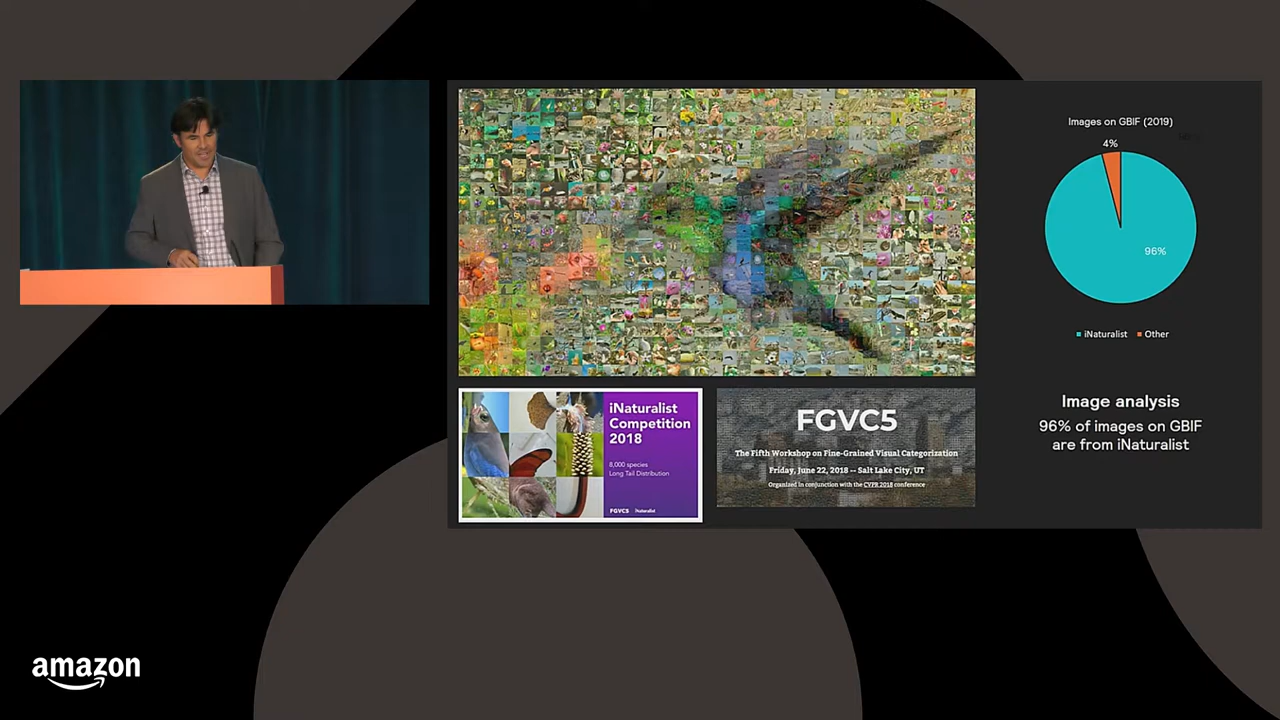 Images on GBIF (2019)
4%
96%
iNaturalist
Other
Image analysis
96% of images on GBIF
are from iNaturalist
iNaturalist
Competition
2018
8,000 species
Long Tail Distribution
FGVC5
iNaturalist
FGVC5
The Fifth Workshop on Fine-Grained Visual Categorization
Friday, June 22, 2018 -- Salt Lake City, UT
Organized in conjunction with the CVPR 2018 conference
amazon